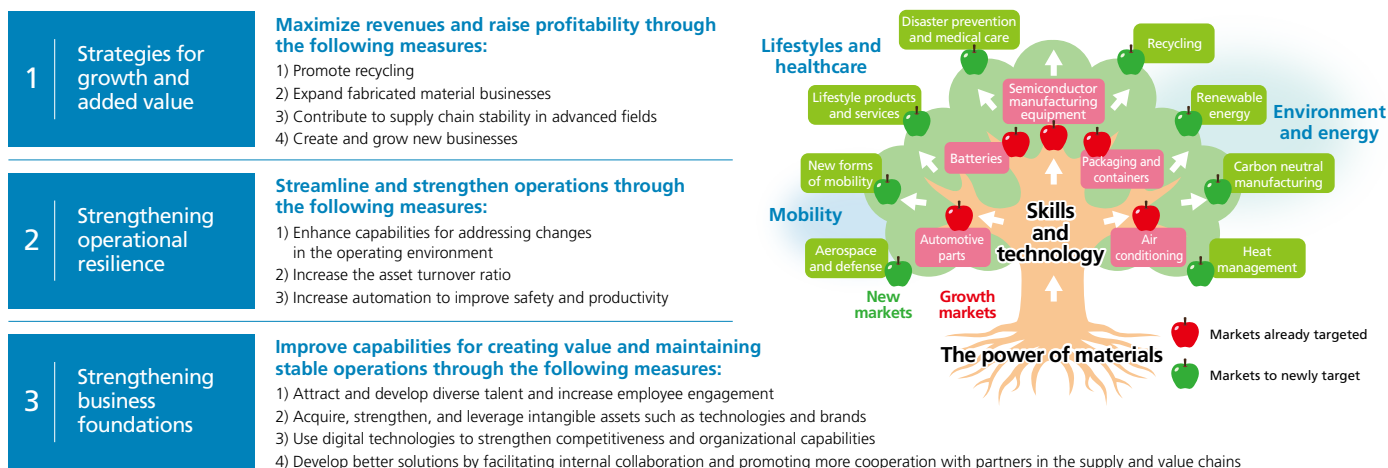 1
Strategies for
growth and
added value
Maximize revenues and raise profitability through
the following measures:
1) Promote recycling
2) Expand fabricated material businesses
3) Contribute to supply chain stability in advanced fields
4) Create and grow new businesses
2
Strengthening
operational
resilience
Streamline and strengthen operations through
the following measures:
1) Enhance capabilities for addressing changes
in the operating environment
2) Increase the asset turnover ratio
3) Increase automation to improve safety and productivity
3
Strengthening
business
foundations
Improve capabilities for creating value and maintaining
stable operations through the following measures:
1) Attract and develop diverse talent and increase employee engagement
2) Acquire, strengthen, and leverage intangible assets such as technologies and brands
3) Use digital technologies to strengthen competitiveness and organizational capabilities
4) Develop better solutions by facilitating internal collaboration and promoting more cooperation with partners in the supply and value chains
Lifestyles and
healthcare
Disaster prevention
and medical care
Recycling
Lifestyle products
and services
Semiconductor
manufacturing
equipment
Renewable
energy
Environment
and energy
New forms
of mobility
Batteries
Packaging and
containers
Carbon neutral
manufacturing
Mobility
Skills
and
technology
Aerospace
and defense
Automotive
parts
Air
conditioning
Heat
management
New
markets
Growth
markets
The power of materials
Markets already targeted
Markets to newly target